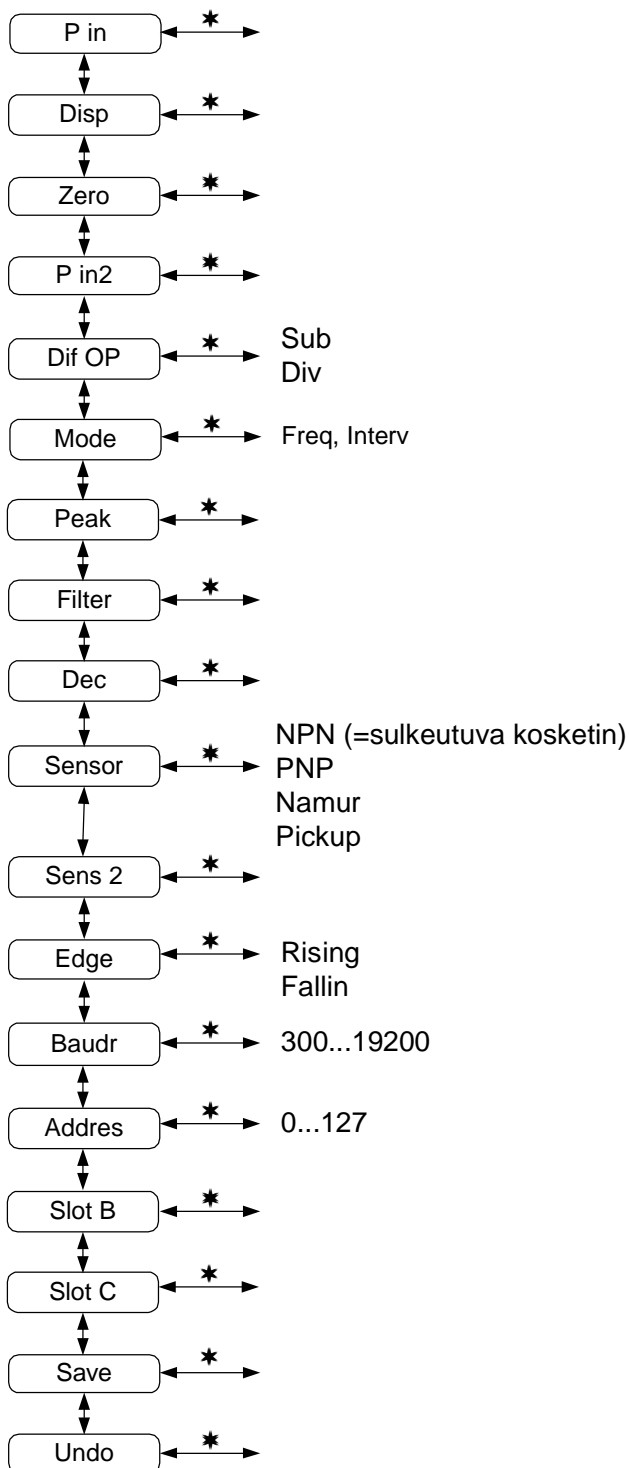 P in
Disp
Zero
P in2
Dif OP
Sub
Div
Mode
Freq, Interv
Peak
Filter
Dec
Sensor
NPN (=sulkeutuva kosketin)
PNP
Namur
Pickup
Sens 2
Edge
Rising
Fallin
Baudr
300...19200
Addres
0...127
Slot B
Slot C
Save
Undo